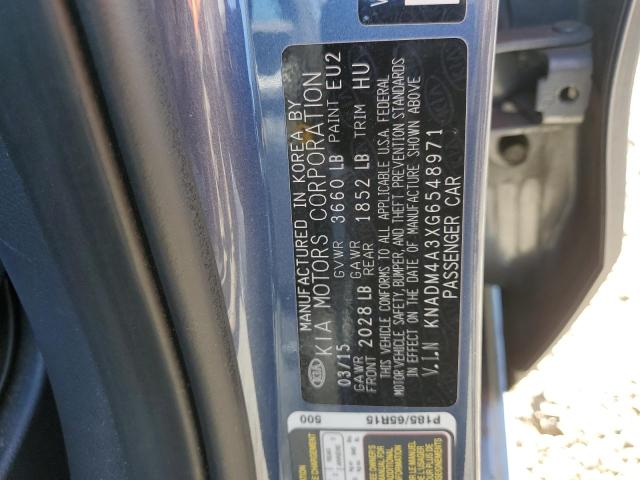 MANUFACTURED IN KOREA BY
KIA MOTORS CORPORATION
03/15 GVWR 3660 LB PAINT EU2
GAWR FRONT 2028 LB GAWR REAR 1852 LB TRIM HU
THIS VEHICLE CONFORMS TO ALL APPLICABLE U.S.A. FEDERAL
MOTOR VEHICLE SAFETY, BUMPER, AND THEFT PREVENTION STANDARDS
IN EFFECT ON THE DATE OF MANUFACTURE SHOWN ABOVE
V.I.N KNADM4A3XG6548971
PASSENGER CAR
P185/65R15
500